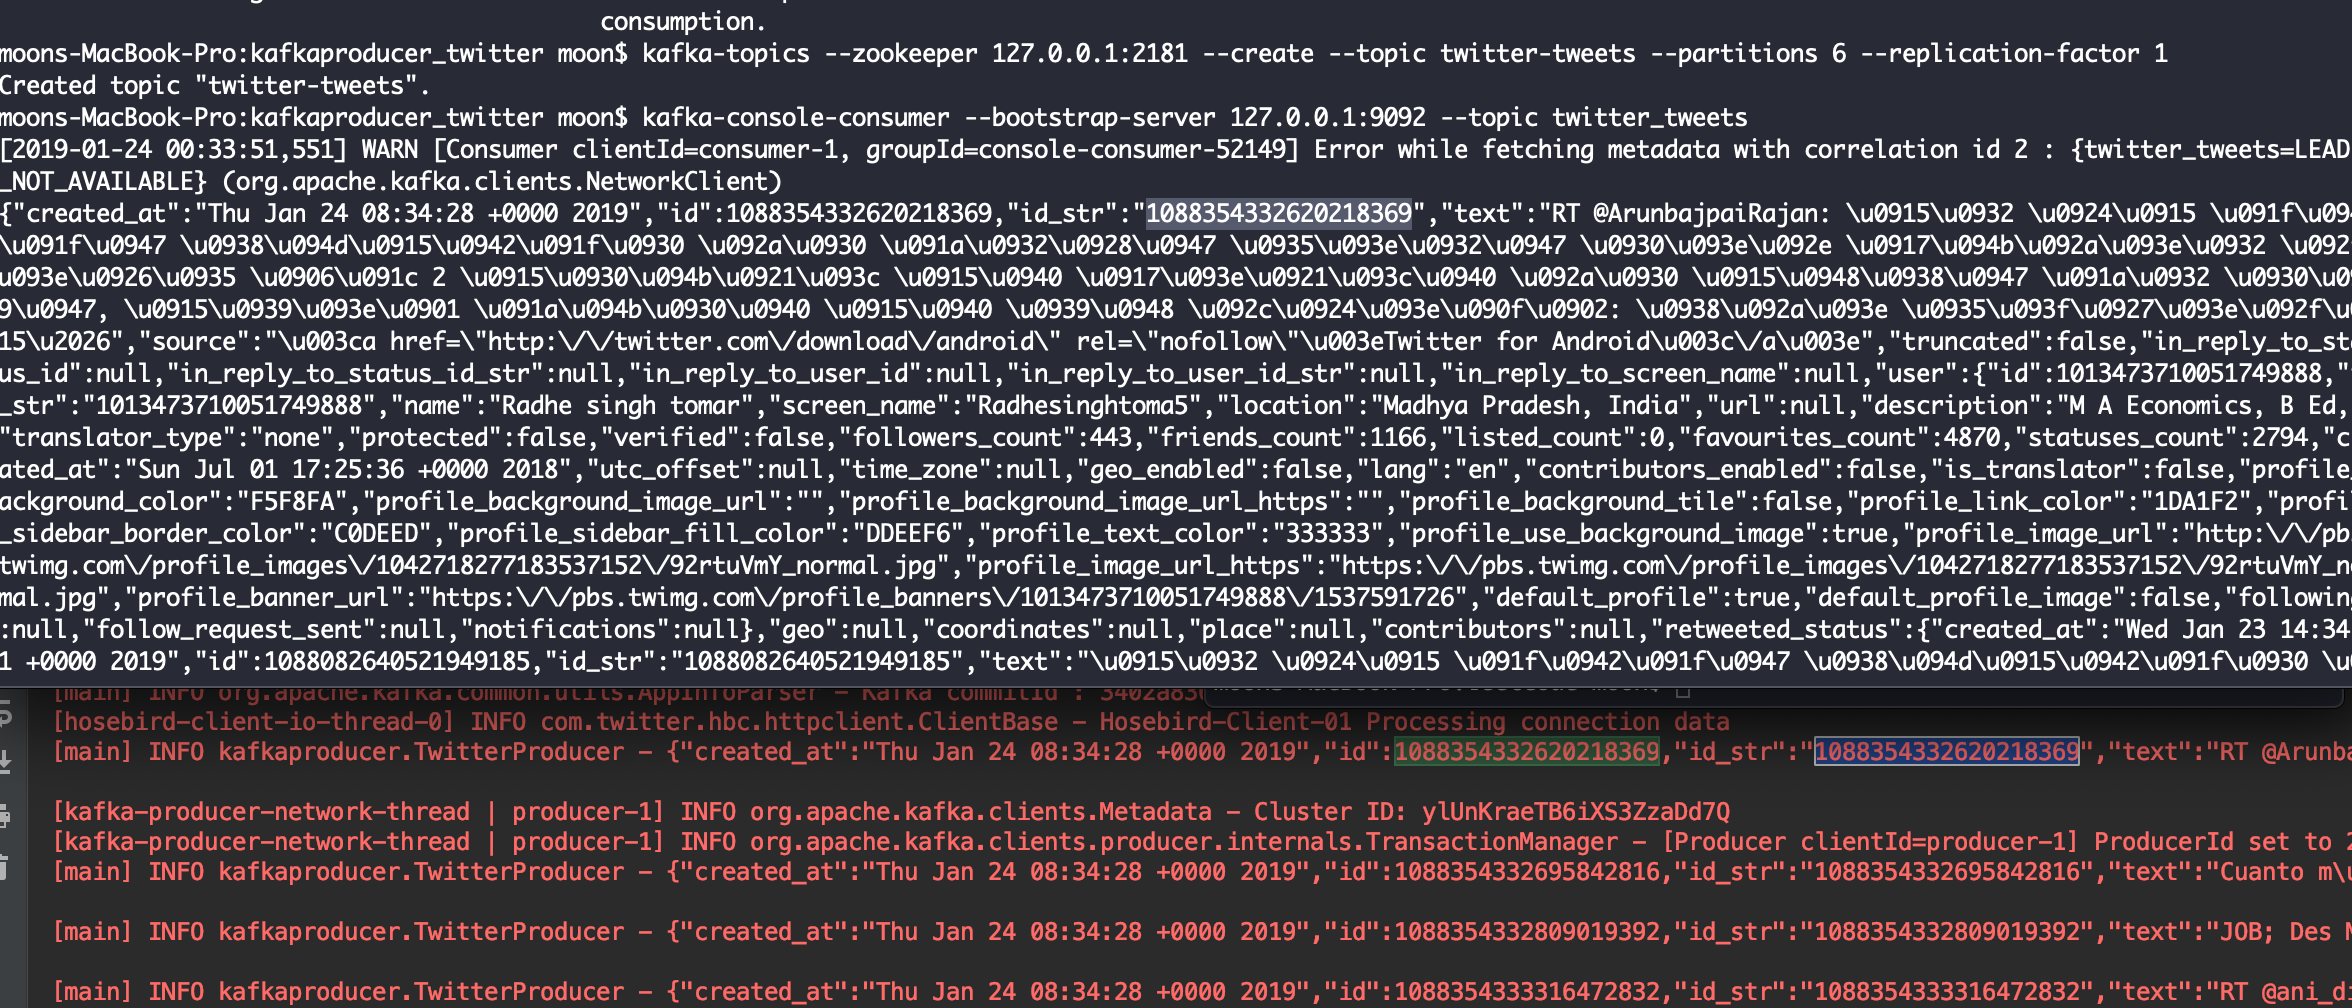 consumption.
moons-MacBook-Pro:kafkaproducer_twitter moon$ kafka-topics --zookeeper 127.0.0.1:2181 --create --topic twitter-tweets --partitions 6 --replication-factor 1
Created topic "twitter-tweets".
moons-MacBook-Pro:kafkaproducer_twitter moon$ kafka-console-consumer --bootstrap-server 127.0.0.1:9092 --topic twitter_tweets
[2019-01-24 00:33:51,551] WARN [Consumer clientId=consumer-1, groupId=console-consumer-52149] Error while fetching metadata with correlation id 2 : {twitter_tweets=LEAD
_NOT_AVAILABLE} (org.apache.kafka.clients.NetworkClient)
{"created_at":"Thu Jan 24 08:34:28 +0000 2019","id":1088354332620218369,"id_str":"1088354332620218369","text":"RT @ArunbajpaiRajan: \u0915\u0932 \u0924\u0915 \u091f\u094
\u091f\u0947 \u0938\u094d\u0915\u0942\u091f\u0930 \u092a\u0930 \u091a\u0932\u0928\u0947 \u0935\u093e\u0932\u0947 \u0930\u093e\u092e \u0917\u094b\u092a\u093e\u0932 \u092
u093e\u0926\u0935 \u0906\u091c 2 \u0915\u0930\u094b\u0921\u093c \u0915\u0940 \u0917\u093e\u0921\u093c\u0940 \u092a\u0930 \u0915\u0948\u0938\u0947 \u091a\u0932 \u0930\u0
9\u0947, \u0915\u0939\u093e\u0901 \u091a\u094b\u0930\u0940 \u0915\u0940 \u0939\u0948 \u092c\u0924\u093e\u090f\u0902: \u0938\u092a\u093e \u0935\u093f\u0927\u093e\u092f\u
15\u2026","source":"\u003ca href=\"http:\/\/twitter.com\/download\/android\" rel=\"nofollow\"\u003eTwitter for Android\u003c\/a\u003e","truncated":false,"in_reply_to_st
us_id":null,"in_reply_to_status_id_str":null,"in_reply_to_user_id":null,"in_reply_to_user_id_str":null,"in_reply_to_screen_name":null,"user":{"id":1013473710051749888,"
_str":"1013473710051749888","name":"Radhe singh tomar","screen_name":"Radhesinghtoma5","location":"Madhya Pradesh, India","url":null,"description":"M A Economics, B Ed,
"translator_type":"none","protected":false,"verified":false,"followers_count":443,"friends_count":1166,"listed_count":0,"favourites_count":4870,"statuses_count":2794,"c
ated_at":"Sun Jul 01 17:25:36 +0000 2018","utc_offset":null,"time_zone":null,"geo_enabled":false,"lang":"en","contributors_enabled":false,"is_translator":false,"profile_
ackground_color":"F5F8FA","profile_background_image_url":"","profile_background_image_url_https":"","profile_background_tile":false,"profile_link_color":"1DA1F2","profi
_sidebar_border_color":"C0DEED","profile_sidebar_fill_color":"DDEEF6","profile_text_color":"333333","profile_use_background_image":true,"profile_image_url":"http:\/\/pb
twimg.com\/profile_images\/1042718277183537152\/92rtuVmY_normal.jpg","profile_image_url_https":"https:\/\/pbs.twimg.com\/profile_images\/1042718277183537152\/92rtuVmY_n
mal.jpg","profile_banner_url":"https:\/\/pbs.twimg.com\/profile_banners\/1013473710051749888\/1537591726","default_profile":true,"default_profile_image":false,"followin
:null,"follow_request_sent":null,"notifications":null},"geo":null,"coordinates":null,"place":null,"contributors":null,"retweeted_status":{"created_at":"Wed Jan 23 14:34
1 +0000 2019","id":1088082640521949185,"id_str":"1088082640521949185","text":"\u0915\u0932 \u0924\u0915 \u091f\u0942\u091f\u0947 \u0938\u094d\u0915\u0942\u091f\u0930 \u
[main] INFO org.apache.kafka.common.utils.AppInfoParser - Kafka commitId :
[hosebird-client-io-thread-0] INFO com.twitter.hbc.httpclient.ClientBase - Hosebird-Client-01 Processing connection data
[main] INFO kafkaproducer.TwitterProducer - {"created_at":"Thu Jan 24 08:34:28 +0000 2019","id":1088354332620218369,"id_str":"1088354332620218369","text":"RT @Arunba
[kafka-producer-network-thread | producer-1] INFO org.apache.kafka.clients.Metadata - Cluster ID: ylUnKraeTB6iXS3ZzaDd7Q
[kafka-producer-network-thread | producer-1] INFO org.apache.kafka.clients.producer.internals.TransactionManager - [Producer clientId=producer-1] ProducerId set to 2
[main] INFO kafkaproducer.TwitterProducer - {"created_at":"Thu Jan 24 08:34:28 +0000 2019","id":1088354332695842816,"id_str":"1088354332695842816","text":"Cuanto m\u
[main] INFO kafkaproducer.TwitterProducer - {"created_at":"Thu Jan 24 08:34:28 +0000 2019","id":1088354332809019392,"id_str":"1088354332809019392","text":"JOB; Des M
[main] INFO kafkaproducer.TwitterProducer - {"created_at":"Thu Jan 24 08:34:28 +0000 2019","id":1088354333316472832,"id_str":"1088354333316472832","text":"RT @ani_d